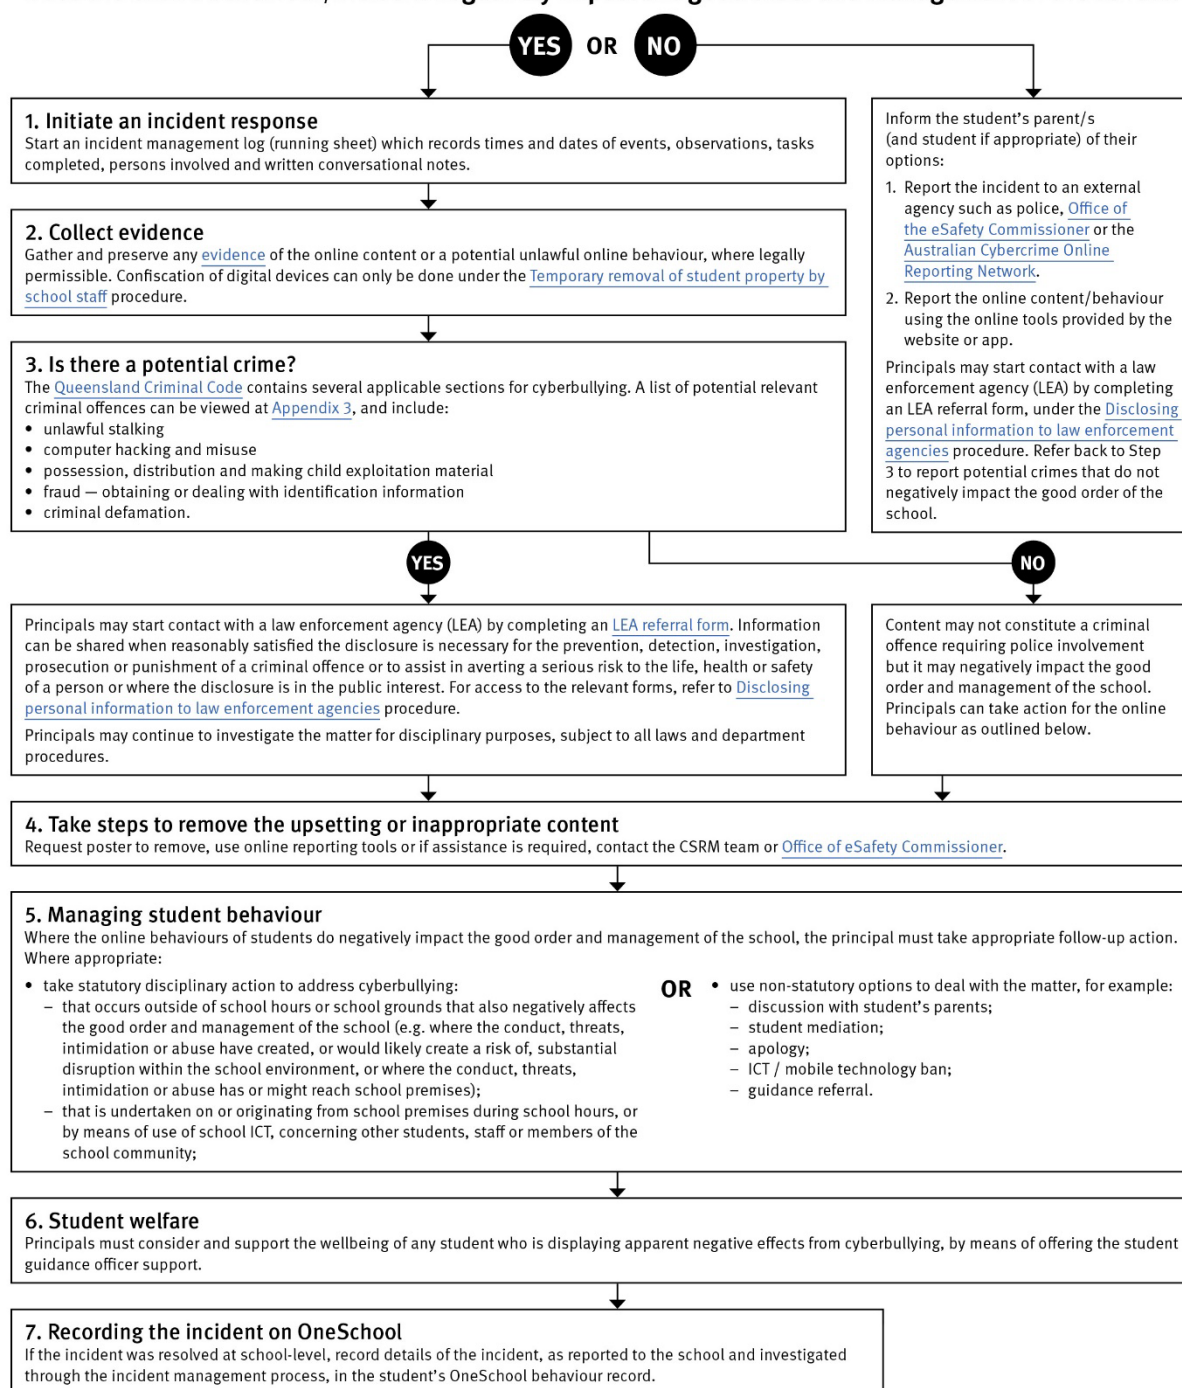 YES OR NO
1. Initiate an incident response
Start an incident management log (running sheet) which records times and dates of events, observations, tasks
completed, persons involved and written conversational notes.
2. Collect evidence
Gather and preserve any evidence of the online content or a potential unlawful online behaviour, where legally
permissible. Confiscation of digital devices can only be done under the Temporary removal of student property by
school staff procedure.
3. Is there a potential crime?
The Queensland Criminal Code contains several applicable sections for cyberbullying. A list of potential relevant
criminal offences can be viewed at Appendix 3, and include:
• unlawful stalking
• computer hacking and misuse
• possession, distribution and making child exploitation material
• fraud — obtaining or dealing with identification information
• criminal defamation.
Inform the student's parent/s
(and student if appropriate) of their
options:
1. Report the incident to an external
agency such as police, Office of
the eSafety Commissioner or the
Australian Cybercrime Online
Reporting Network.
2. Report the online content/behaviour
using the online tools provided by the
website or app.
Principals may start contact with a law
enforcement agency (LEA) by completing
an LEA referral form, under the Disclosing
personal information to law enforcement
agencies procedure. Refer back to Step
3 to report potential crimes that do not
negatively impact the good order of the
school.
YES
NO
Principals may start contact with a law enforcement agency (LEA) by completing an LEA referral form. Information
can be shared when reasonably satisfied the disclosure is necessary for the prevention, detection, investigation,
prosecution or punishment of a criminal offence or to assist in averting a serious risk to the life, health or safety
of a person or where the disclosure is in the public interest. For access to the relevant forms, refer to Disclosing
personal information to law enforcement agencies procedure.
Principals may continue to investigate the matter for disciplinary purposes, subject to all laws and department
procedures.
Content may not constitute a criminal
offence requiring police involvement
but it may negatively impact the good
order and management of the school.
Principals can take action for the online
behaviour as outlined below.
4. Take steps to remove the upsetting or inappropriate content
Request poster to remove, use online reporting tools or if assistance is required, contact the CSRM team or Office of eSafety Commissioner.
5. Managing student behaviour
Where the online behaviours of students do negatively impact the good order and management of the school, the principal must take appropriate follow-up action.
Where appropriate:
• take statutory disciplinary action to address cyberbullying:
– that occurs outside of school hours or school grounds that also negatively affects
the good order and management of the school (e.g. where the conduct, threats,
intimidation or abuse have created, or would likely create a risk of, substantial
disruption within the school environment, or where the conduct, threats,
intimidation or abuse has or might reach school premises);
– that is undertaken on or originating from school premises during school hours, or
by means of use of school ICT, concerning other students, staff or members of the
school community;
OR
• use non-statutory options to deal with the matter, for example:
– discussion with student's parents;
– student mediation;
– apology;
– ICT / mobile technology ban;
– guidance referral.
6. Student welfare
Principals must consider and support the wellbeing of any student who is displaying apparent negative effects from cyberbullying, by means of offering the student
guidance officer support.
7. Recording the incident on OneSchool
If the incident was resolved at school-level, record details of the incident, as reported to the school and investigated
through the incident management process, in the student's OneSchool behaviour record.